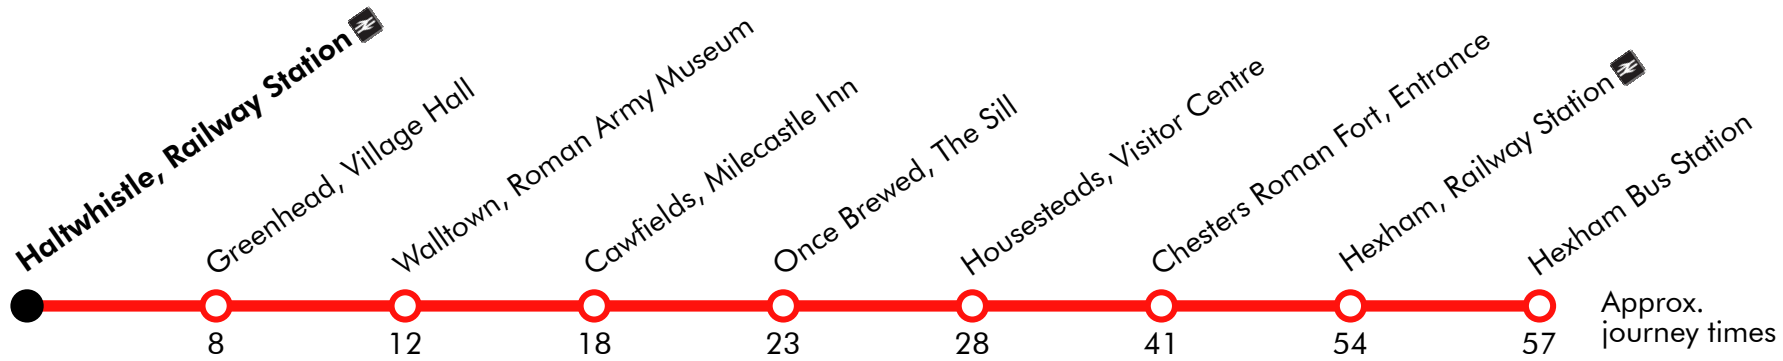 Haltwhistle, Railway Station
Greenhead, Village Hall
Walltown, Roman Army Museum
Cawfields, Milecastle Inn
Once Brewed, The Sill
Housesteads, Visitor Centre
Chesters Roman Fort, Entrance
Hexham, Railway Station
Hexham Bus Station
8 12 18 23 28 41 54 57
Approx.
journey times